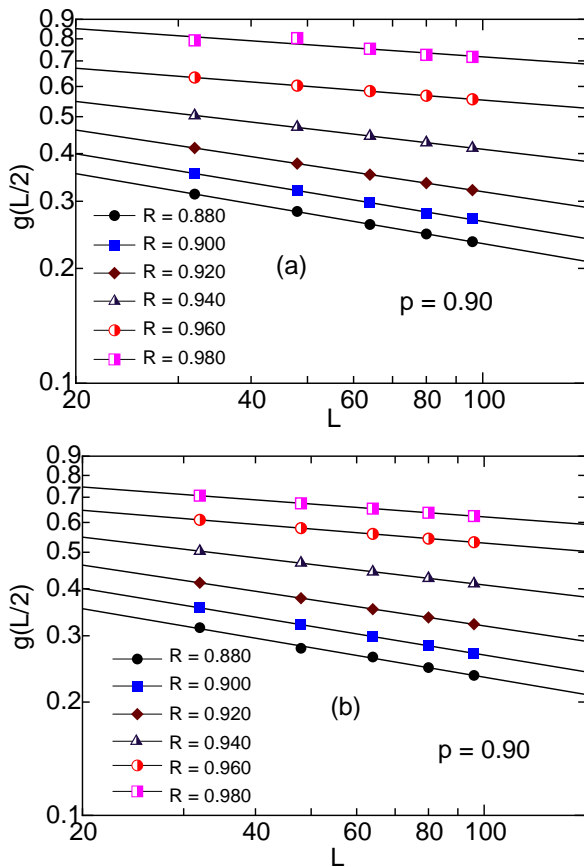 0.9
0.8
0.7
0.6
0.5
0.4
0.3
0.2
0.1
g(L/2)
R = 0.880
R = 0.900
R = 0.920
R = 0.940
R = 0.960
R = 0.980
(a)
p = 0.90
20 40 60 80 100
L
0.9
0.8
0.7
0.6
0.5
0.4
0.3
0.2
0.1
g(L/2)
R = 0.880
R = 0.900
R = 0.920
R = 0.940
R = 0.960
R = 0.980
(b)
p = 0.90
20 40 60 80 100
L